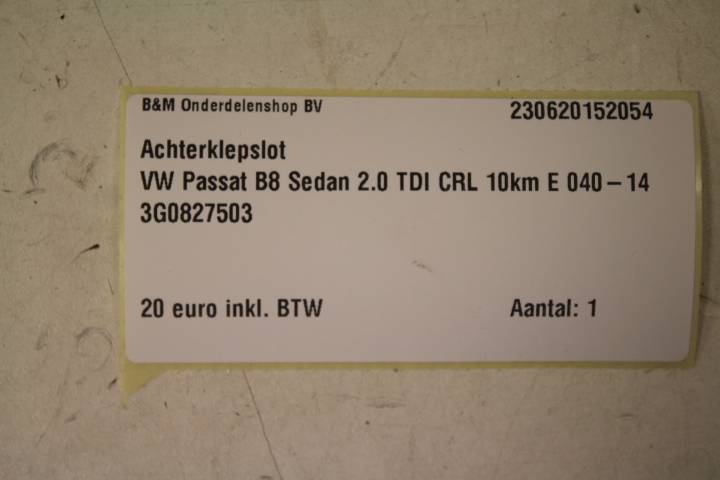 B&M Onderdelenshop BV 230620152054
Achterklepslot
VW Passat B8 Sedan 2.0 TDI CRL 10km E 040-14
3G0827503
20 euro inkl. BTW Aantal: 1